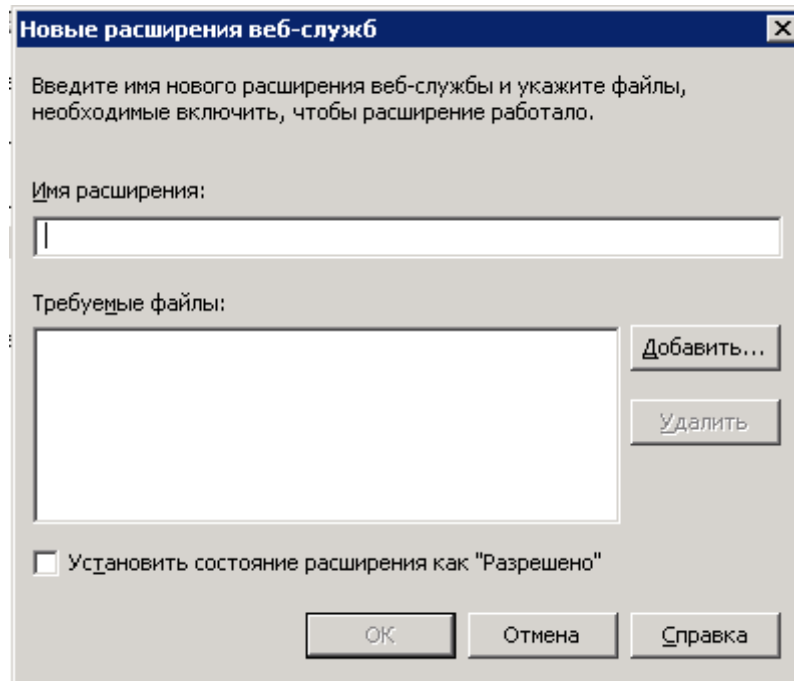 Новые расширения веб-служб
Введите имя нового расширения веб-службы и укажите файлы,
необходимые включить, чтобы расширение работало.
Имя расширения:
Требуемые файлы:
Добавить...
Удалить
Установить состояние расширения как "Разрешено"
ОК Отмена Справка